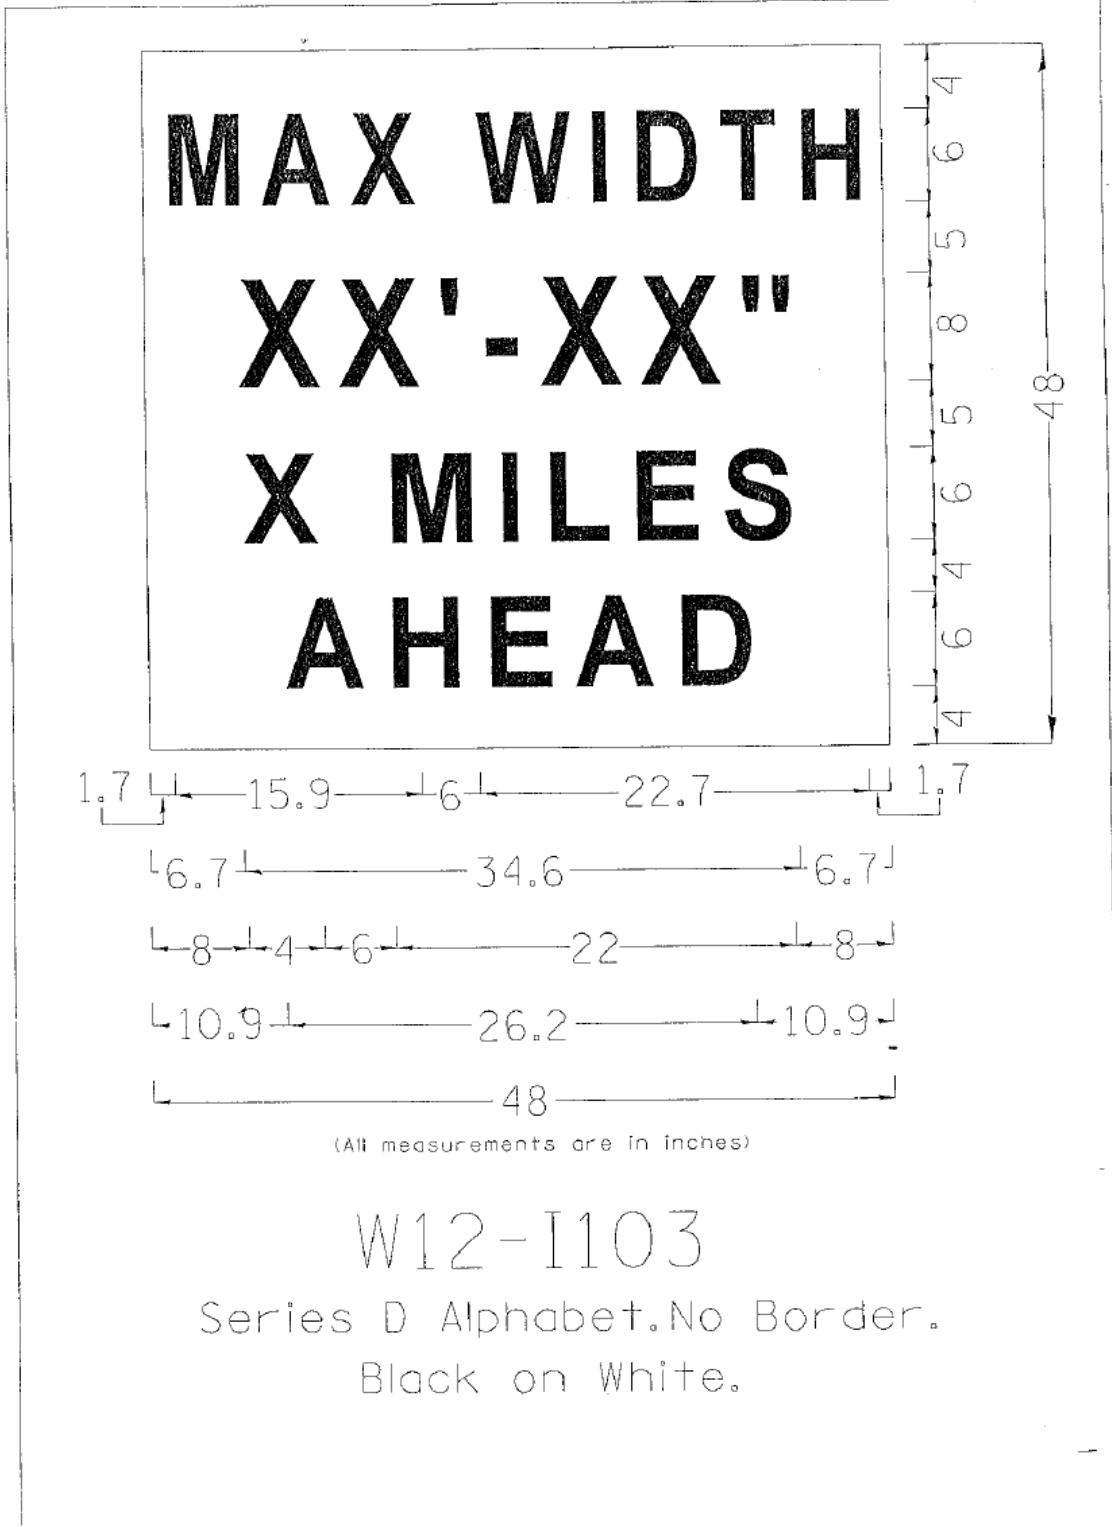 MAX WIDTH
XX'-XX"
X MILES
AHEAD
4
6
5
8
5
6
4
6
4
48
1.7 15.9 6 22.7 1.7
6.7 34.6 6.7
8 4 6 22 8
10.9 26.2 10.9
48
(All measurements are in inches)
W12-I103
Series D Alphabet. No Border.
Black on White.